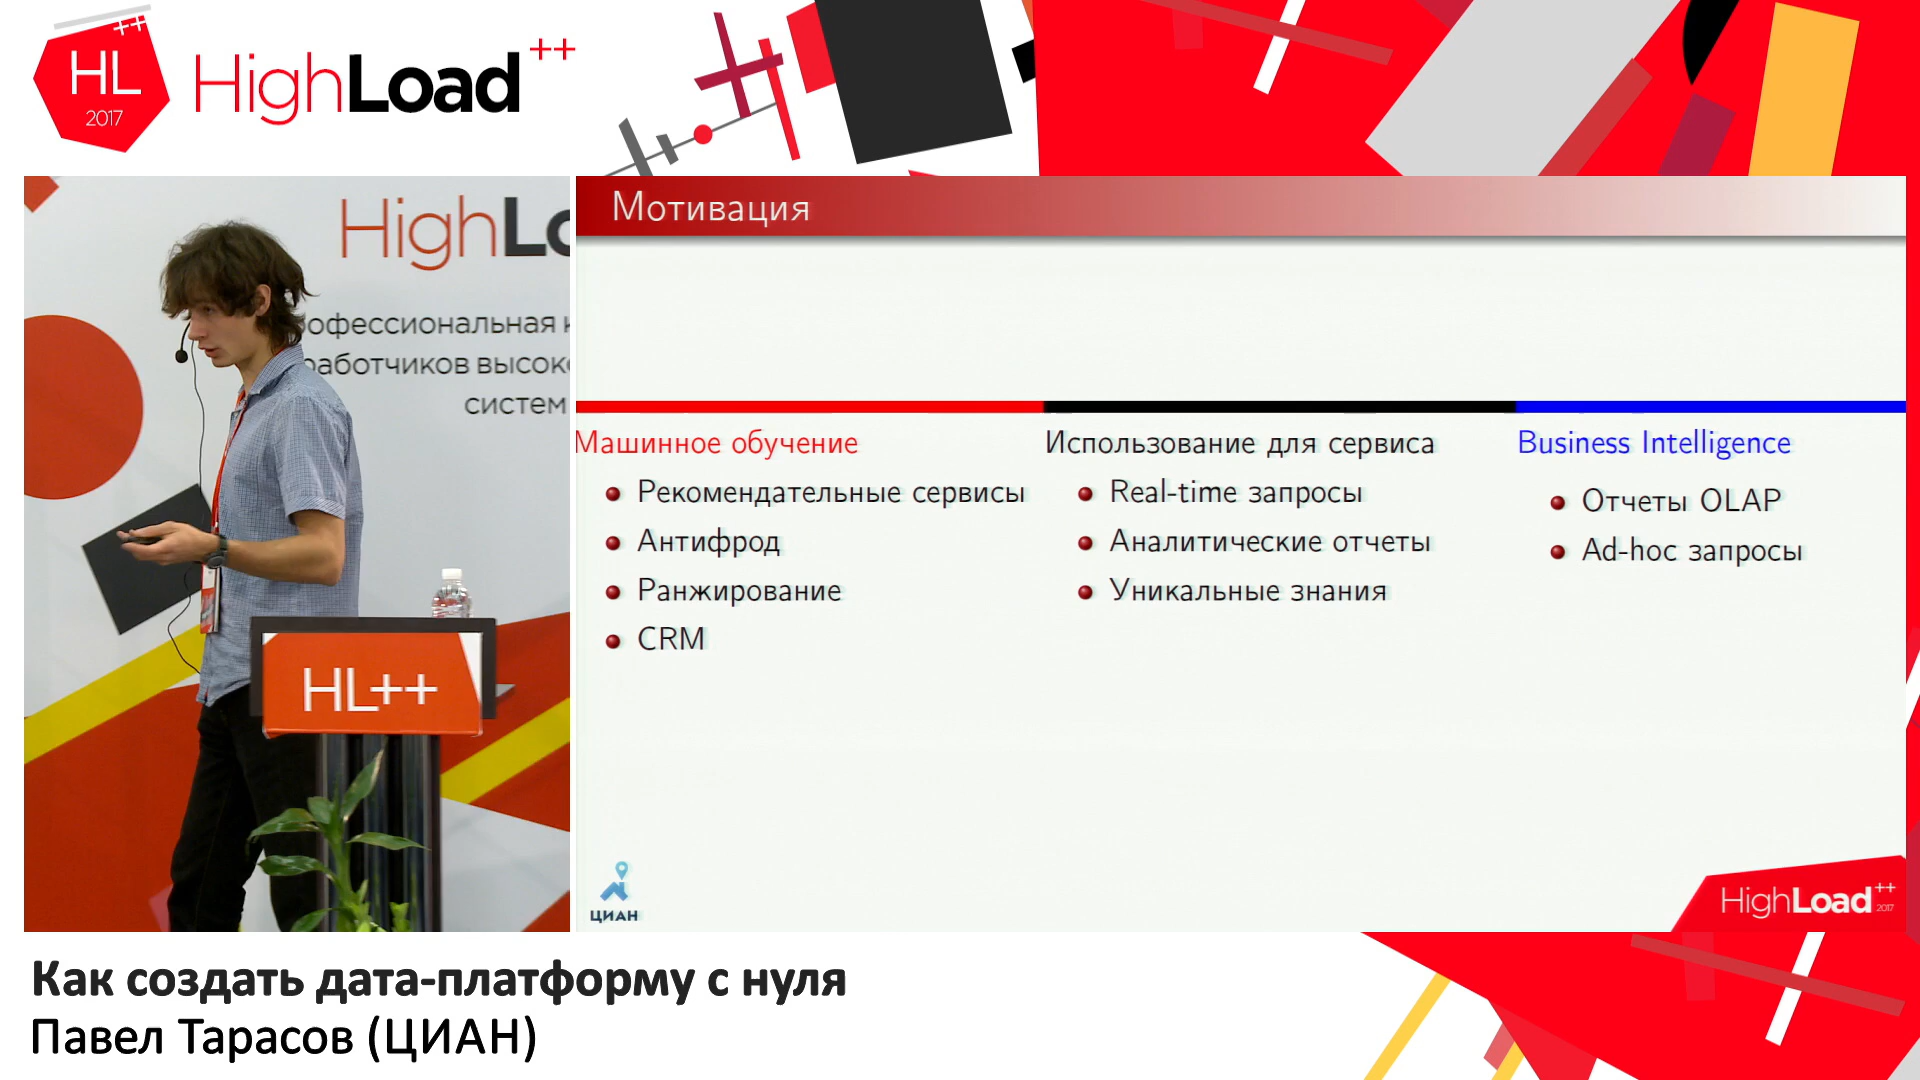 HL++
2017
HighLoad++
HighLo
офессиональная к
работчиков высок
систем
HL++
Мотивация
Машинное обучение
Рекомендательные сервисы
Антифрод
Ранжирование
CRM
Использование для сервиса
Real-time запросы
Аналитические отчеты
Уникальные знания
Business Intelligence
Отчеты OLAP
Ad-hoc запросы
ЦИАН
HighLoad++
2017
Как создать дата-платформу с нуля
Павел Тарасов (ЦИАН)